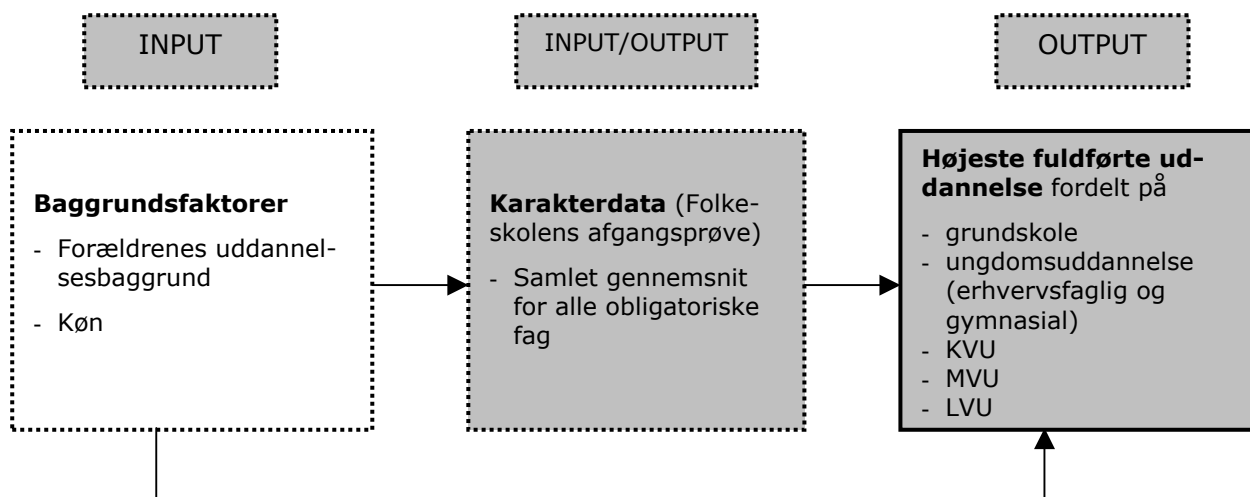 INPUT
INPUT/OUTPUT
OUTPUT
Baggrundsfaktorer
- Forældrenes uddannel-
sesbaggrund
- Køn
Karakterdata (Folke-
skolens afgangsprøve)
- Samlet gennemsnit
for alle obligatoriske
fag
Højeste fuldførte ud-
dannelse fordelt på
- grundskole
- ungdomsuddannelse
(erhvervsfaglig og
gymnasial)
- KVU
- MVU
- LVU